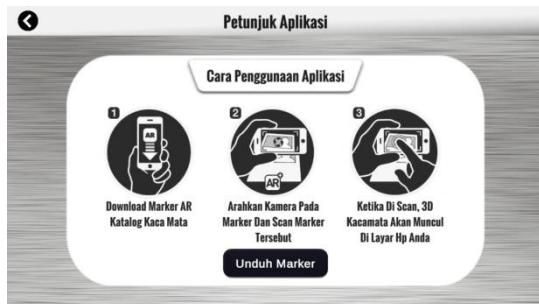 Petunjuk Aplikasi
Cara Penggunaan Aplikasi
1
AR
Download Marker AR
Katalog Kaca Mata
2
AR
Arahkan Kamera Pada
Marker Dan Scan Marker
Tersebut
3
Ketika Di Scan, 3D
Kacamata Akan Muncul
Di Layar Hp Anda
Unduh Marker